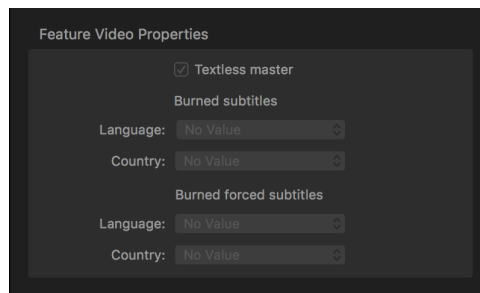 Feature Video Properties
Textless master
Burned subtitles
Language: No Value
Country: No Value
Burned forced subtitles
Language: No Value
Country: No Value